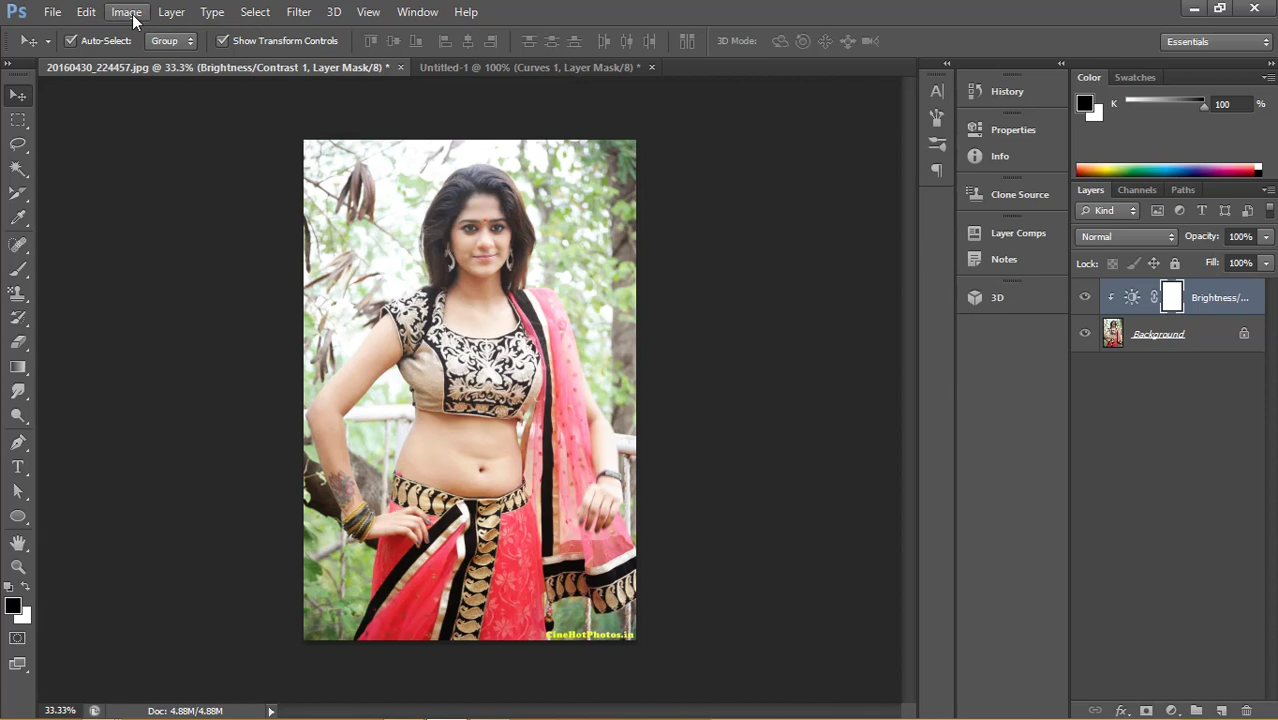 Ps File Edit Image Layer Type Select Filter 3D View Window Help
Auto-Select: Group Show Transform Controls 3D Mode: Essentials
20160430_224457.jpg @ 33.3% (Brightness/Contrast 1, Layer Mask/8) * Untitled-1 @ 100% (Curves 1, Layer Mask/8) *
Color Swatches
History
K 100 %
Properties
Info
Layers Channels Paths
Clone Source
Kind
Layer Comps
Normal Opacity: 100%
Notes
Lock: Fill: 100%
3D
Brightness/...
Background
CineHotPhotos.in
33.33% Doc: 4.88M/4.88M